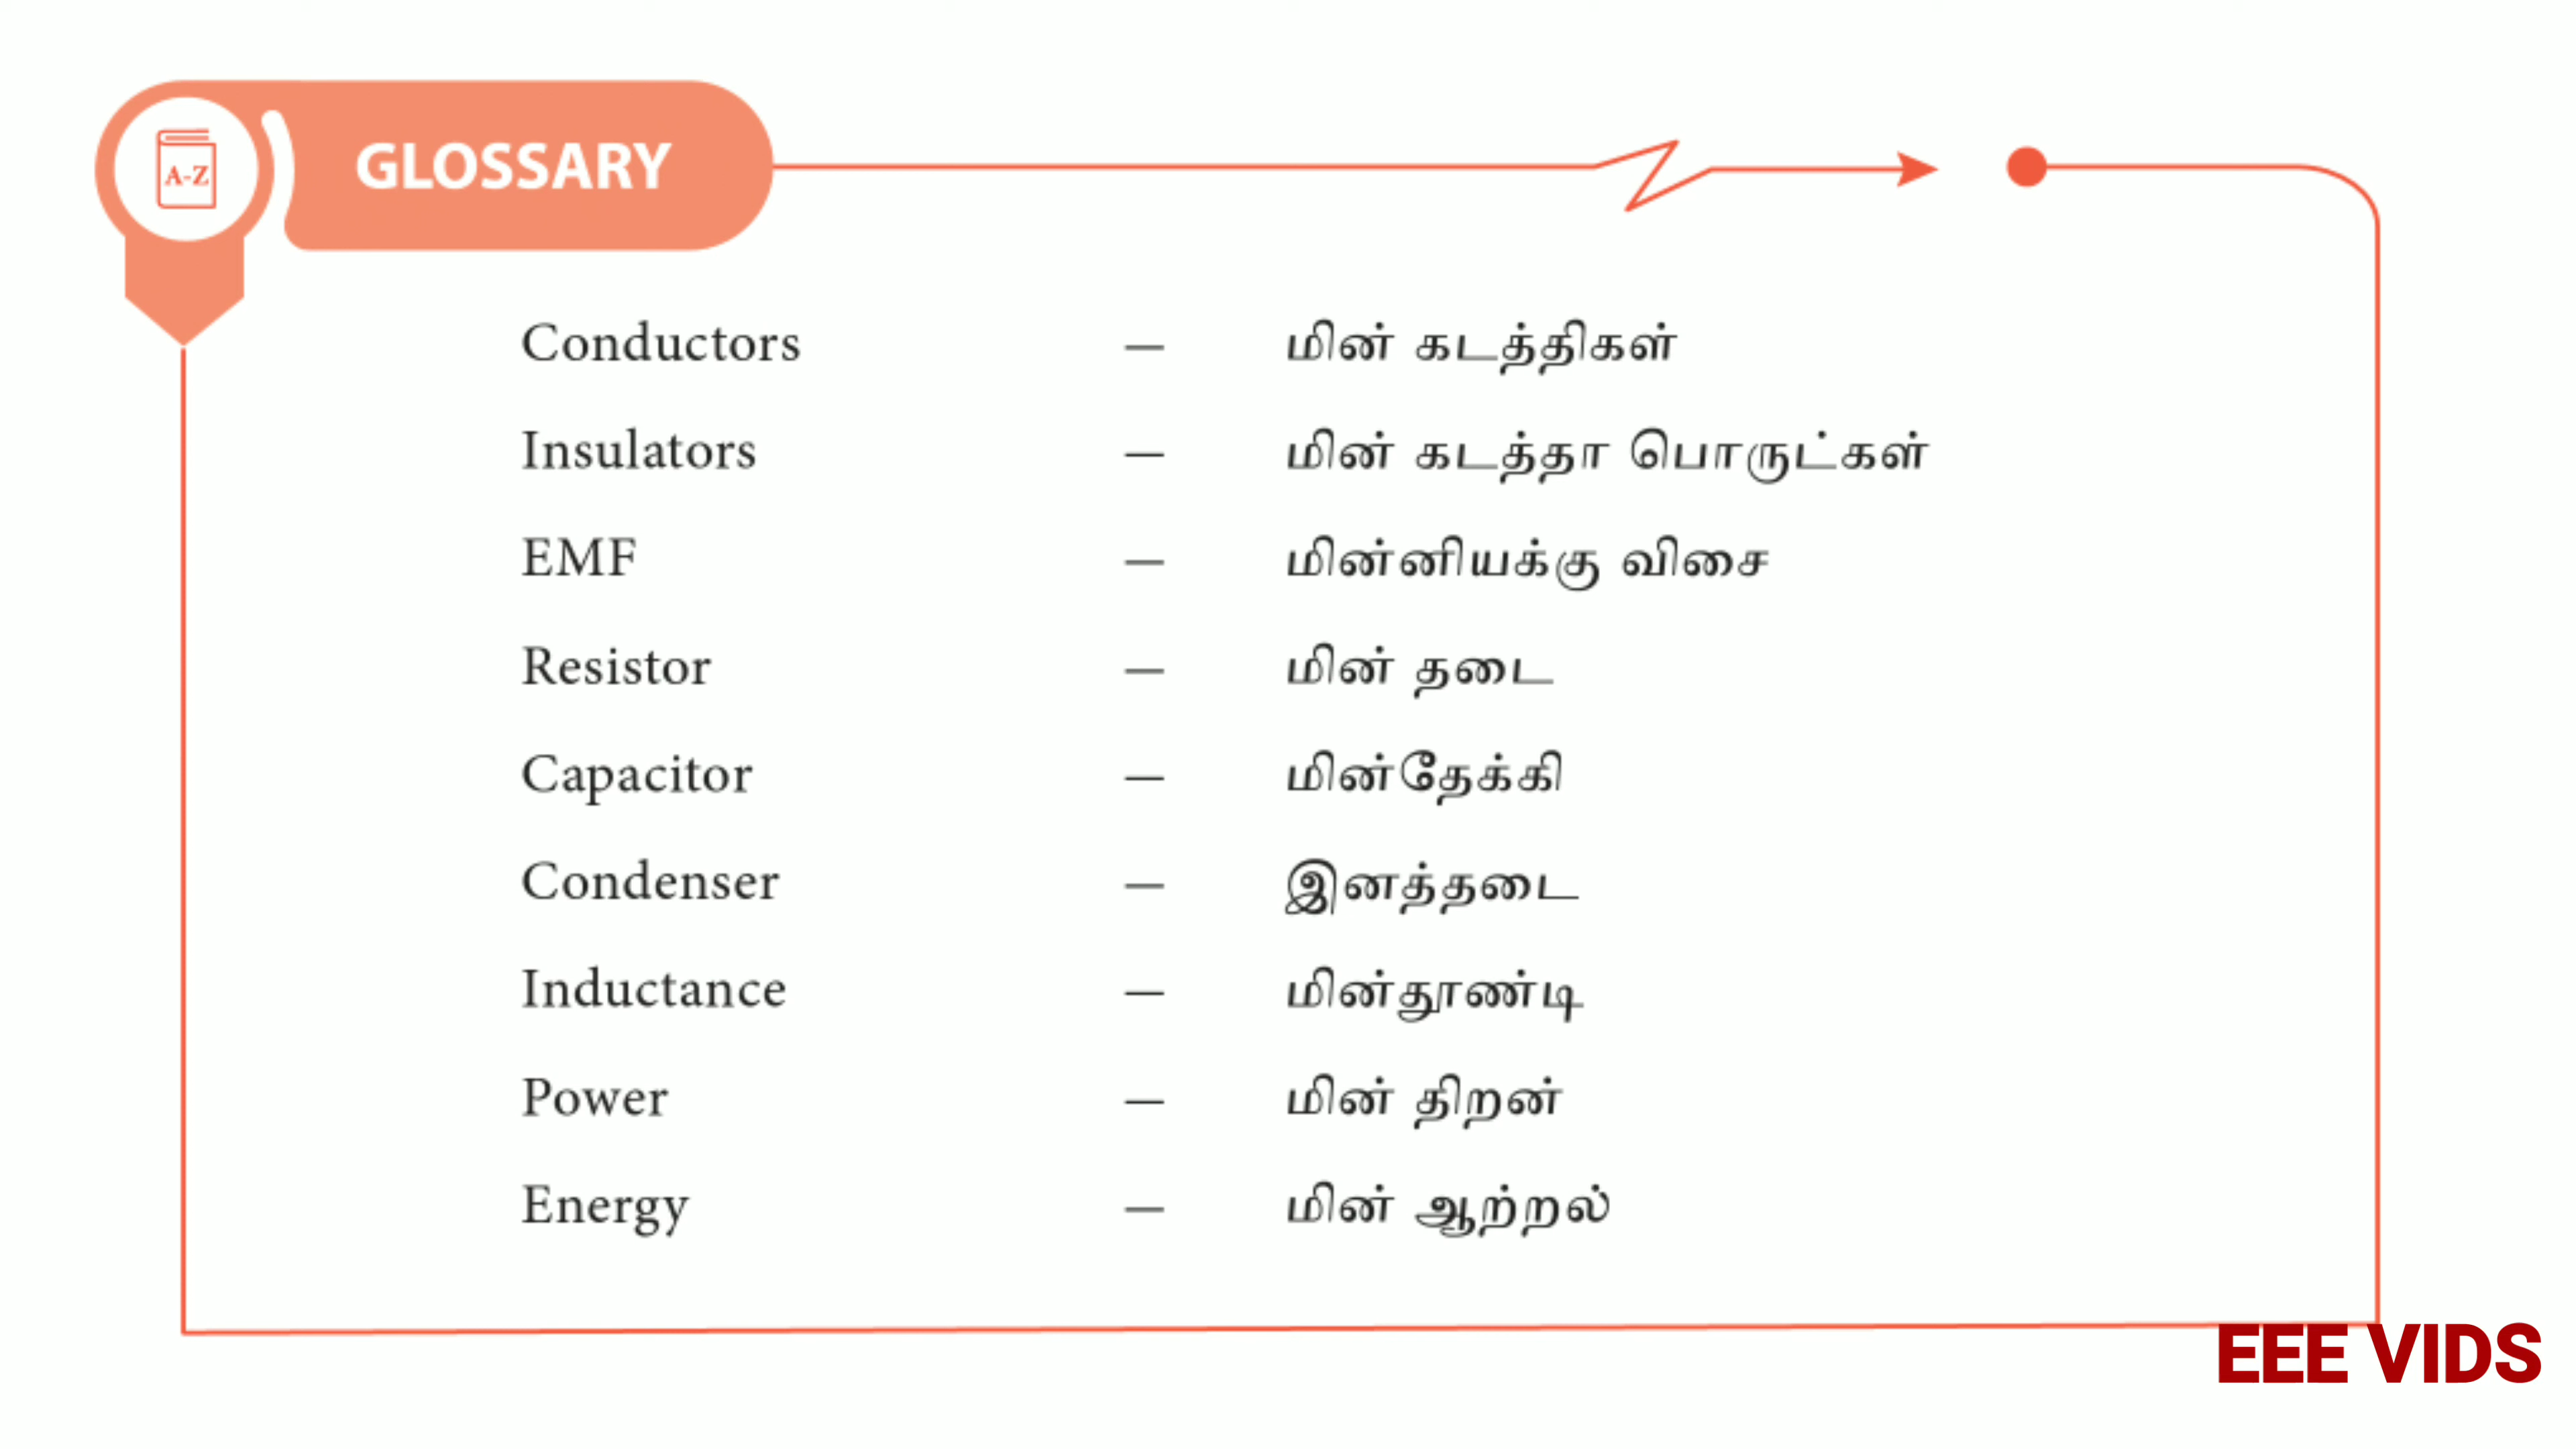 A-Z
GLOSSARY
Conductors — மின் கடத்திகள்
Insulators — மின் கடத்தா பொருட்கள்
EMF — மின்னியக்கு விசை
Resistor — மின் தடை
Capacitor — மின்தேக்கி
Condenser — இனத்தடை
Inductance — மின்தூண்டி
Power — மின் திறன்
Energy — மின் ஆற்றல்
EEE VIDS